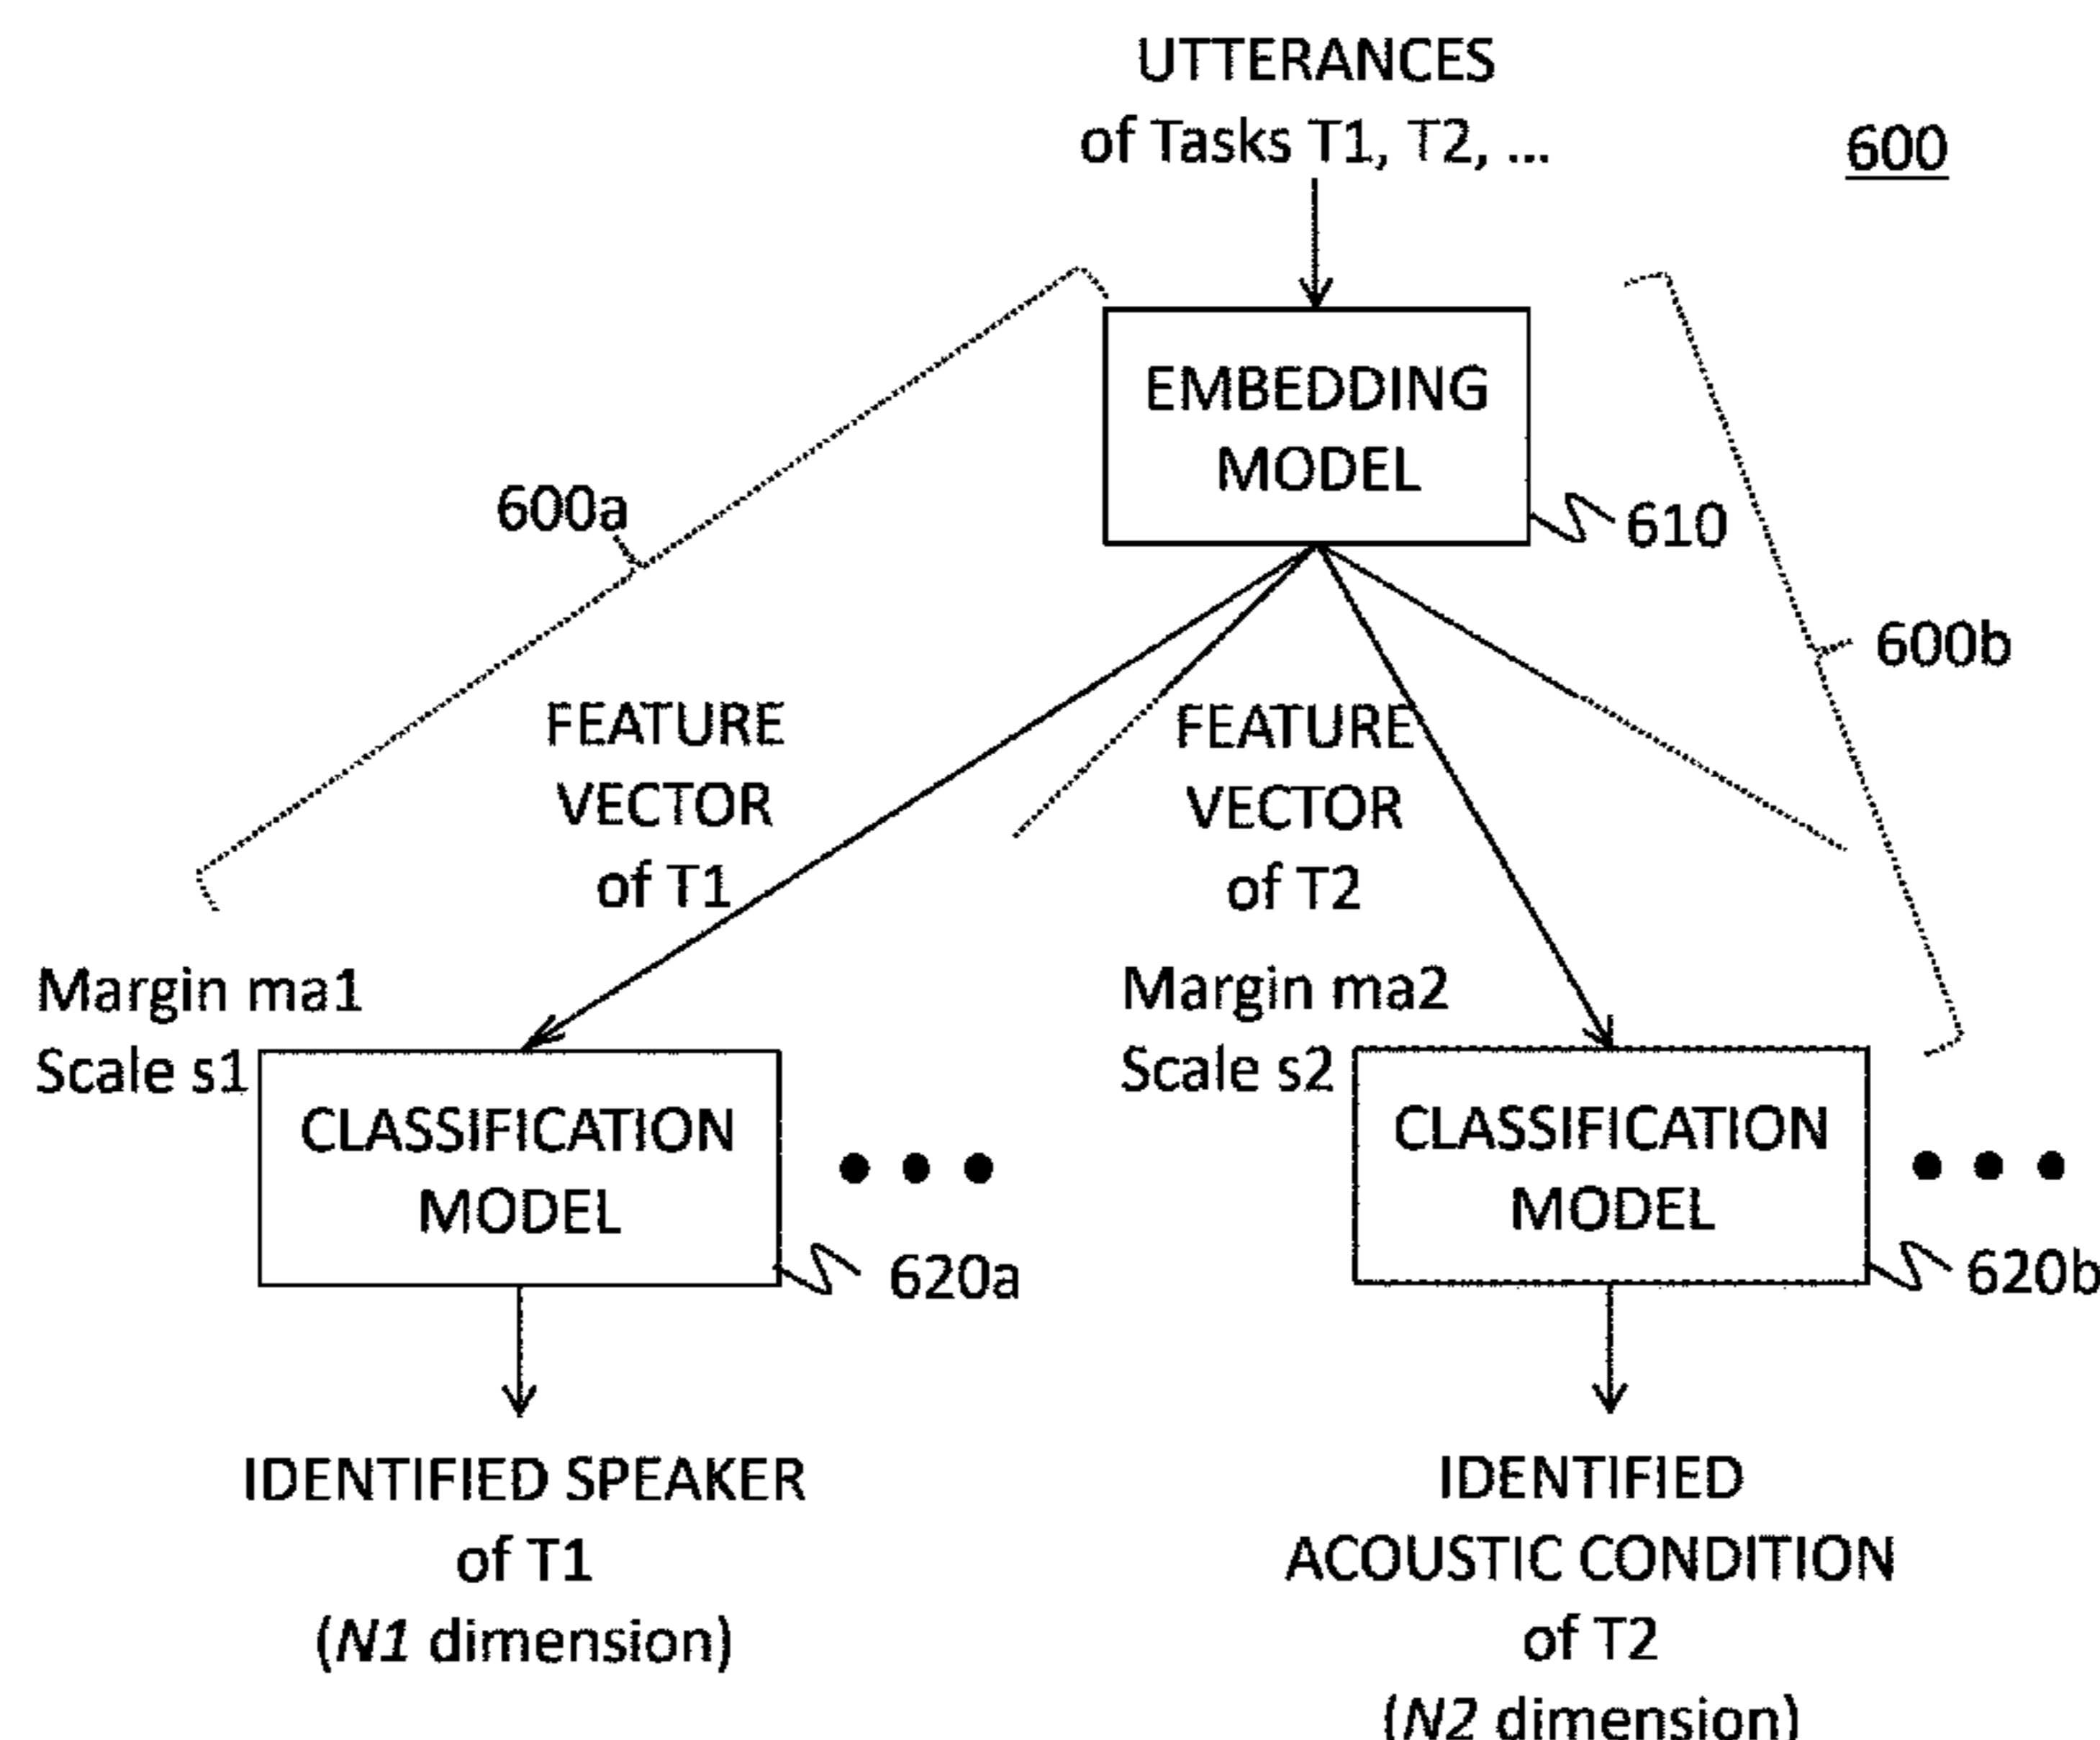 UTTERANCES
of Tasks T1, T2, ...
600
EMBEDDING
MODEL
610
600a
600b
FEATURE
VECTOR
of T1
FEATURE
VECTOR
of T2
Margin ma1
Scale s1
Margin ma2
Scale s2
CLASSIFICATION
MODEL
620a
CLASSIFICATION
MODEL
620b
IDENTIFIED SPEAKER
of T1
(N1 dimension)
IDENTIFIED
ACOUSTIC CONDITION
of T2
(N2 dimension)